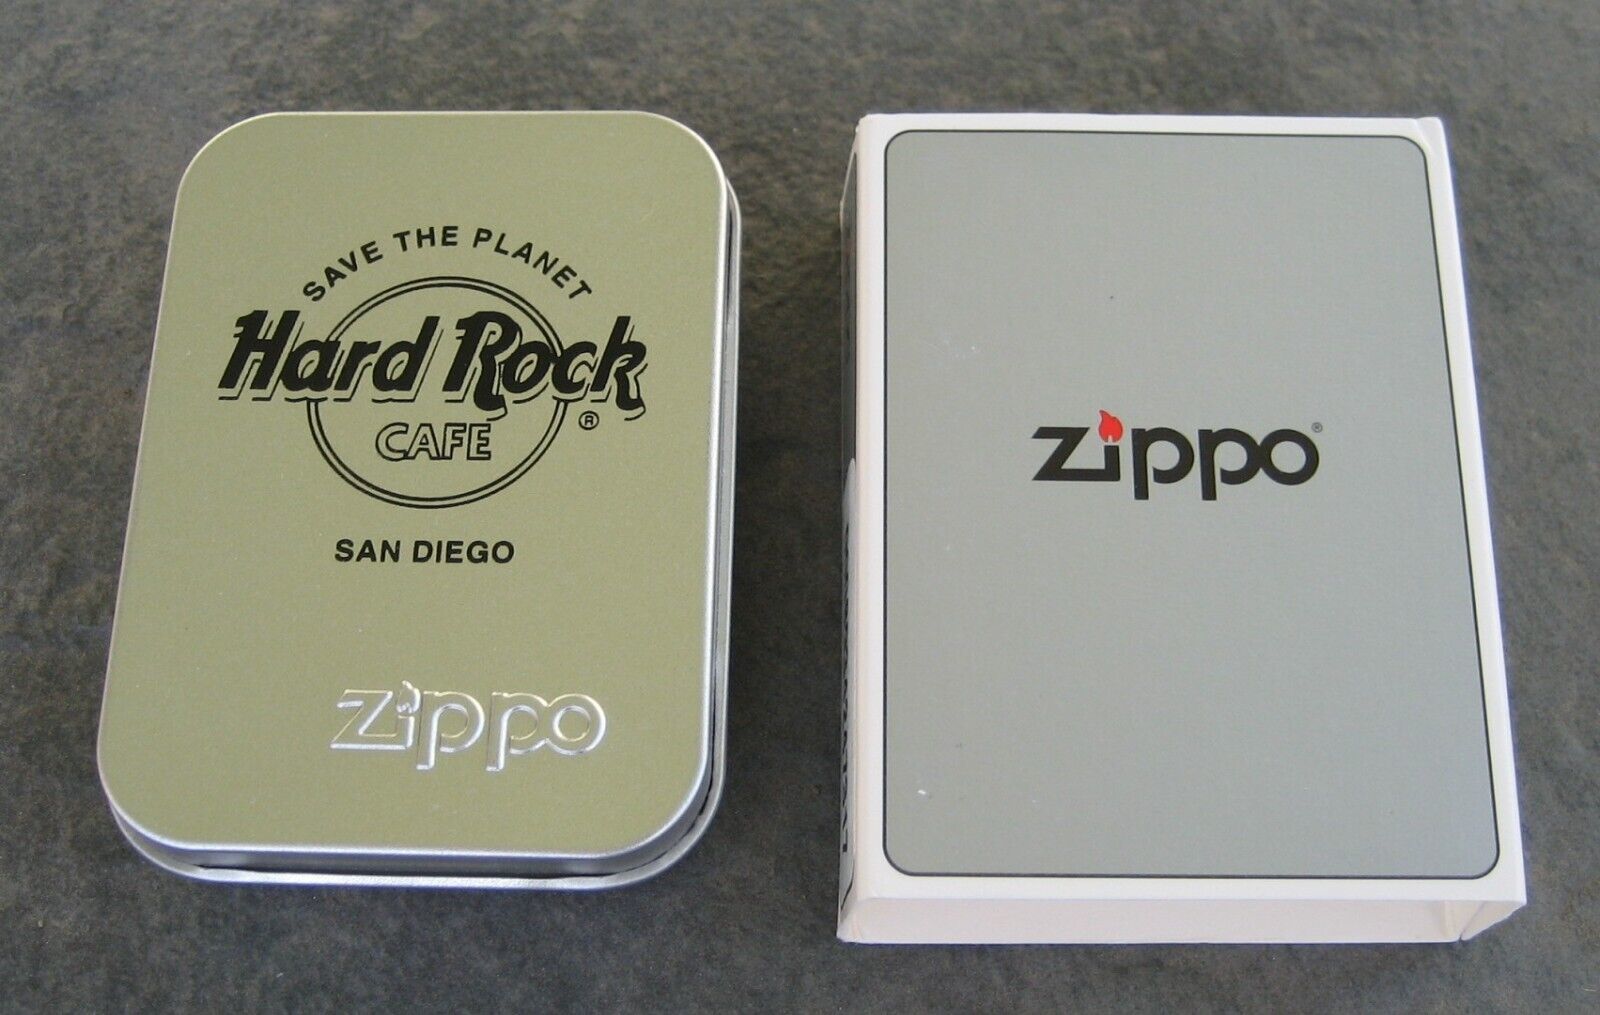 SAVE THE PLANET
Hard Rock ®
CAFE
SAN DIEGO
Zippo
Zippo®